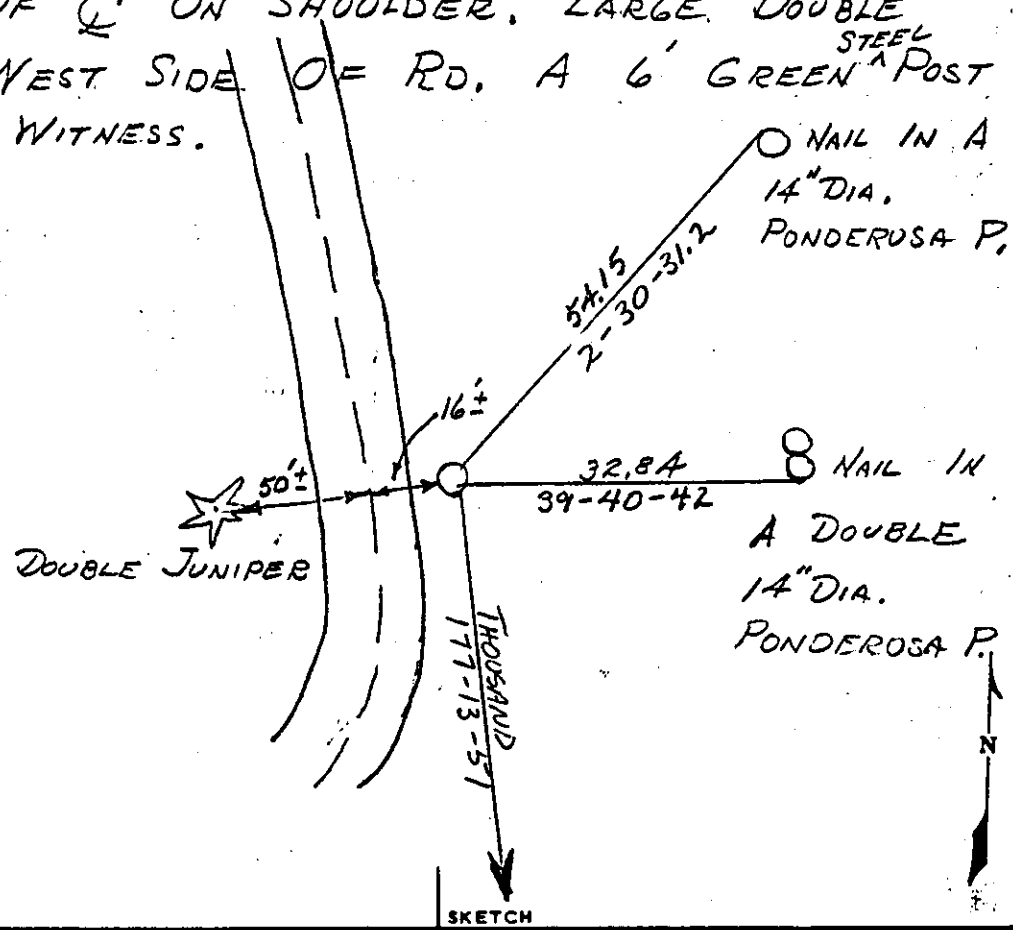 OF ℄ ON SHOULDER. LARGE DOUBLE
WEST SIDE OF RD. A 6' GREEN ^ STEEL POST
WITNESS.
NAIL IN A
14" DIA.
PONDERUSA P.
54.15
2-30-31.2
16'±
50'±
32.84
39-40-42
NAIL IN
A DOUBLE
14" DIA.
PONDEROSA P.
DOUBLE JUNIPER
THOUSAND
177-13-57
N
SKETCH